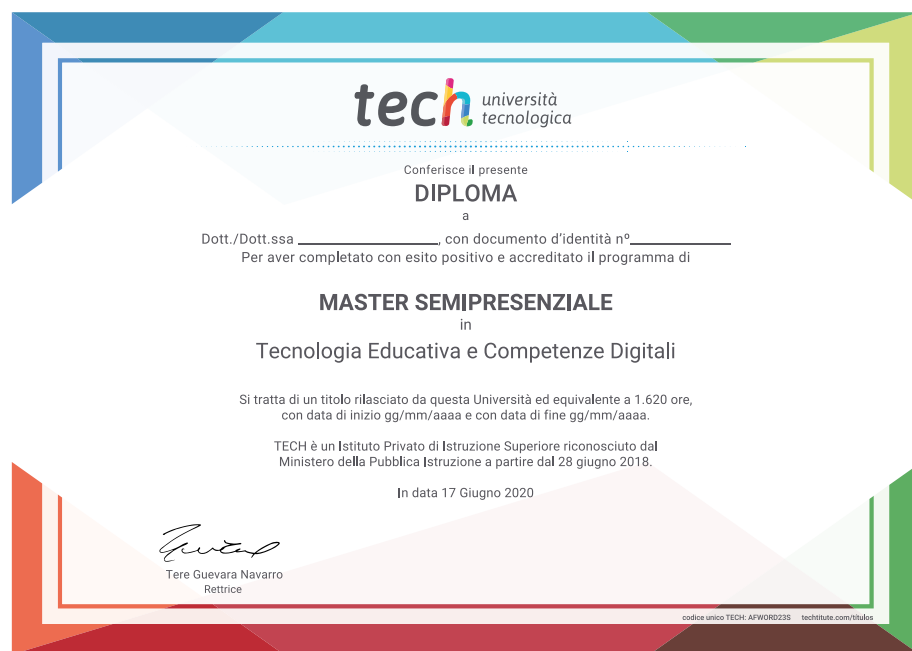 tech università
tecnologica
Conferisce il presente
DIPLOMA
a
Dott./Dott.ssa ____________________, con documento d'identità nº______________
Per aver completato con esito positivo e accreditato il programma di
MASTER SEMIPRESENZIALE
in
Tecnologia Educativa e Competenze Digitali
Si tratta di un titolo rilasciato da questa Università ed equivalente a 1.620 ore,
con data di inizio gg/mm/aaaa e con data di fine gg/mm/aaaa.
TECH è un Istituto Privato di Istruzione Superiore riconosciuto dal
Ministero della Pubblica Istruzione a partire dal 28 giugno 2018.
In data 17 Giugno 2020
Tere Guevara Navarro
Rettrice
codice unico TECH: AFWORD23S techtitute.com/titulos